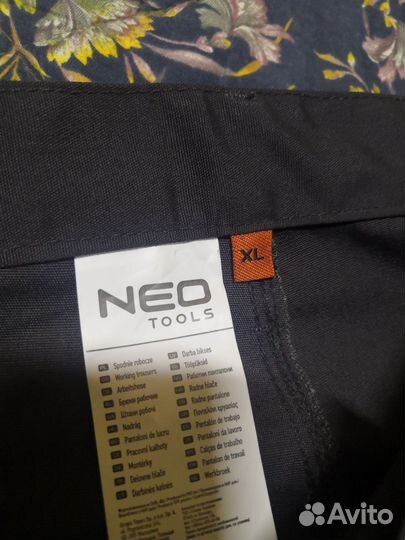 XL
NEO
TOOLS
Spodnie robocze
Working trousers
Arbeitshose
Брюки рабочие
Штани робочі
Nadrág
Pantaloni de lucru
Pracovní kalhoty
Montérky
Delovne hlače
Darbinės kelnės
Darba bikses
Tööpüksid
Работни панталони
Radne hlače
Radne pantalone
Παντελόνι εργασίας
Pantalón de trabajo
Pantaloni da lavoro
Calças de trabalho
Pantalon de travail
Werkbroek
Avito